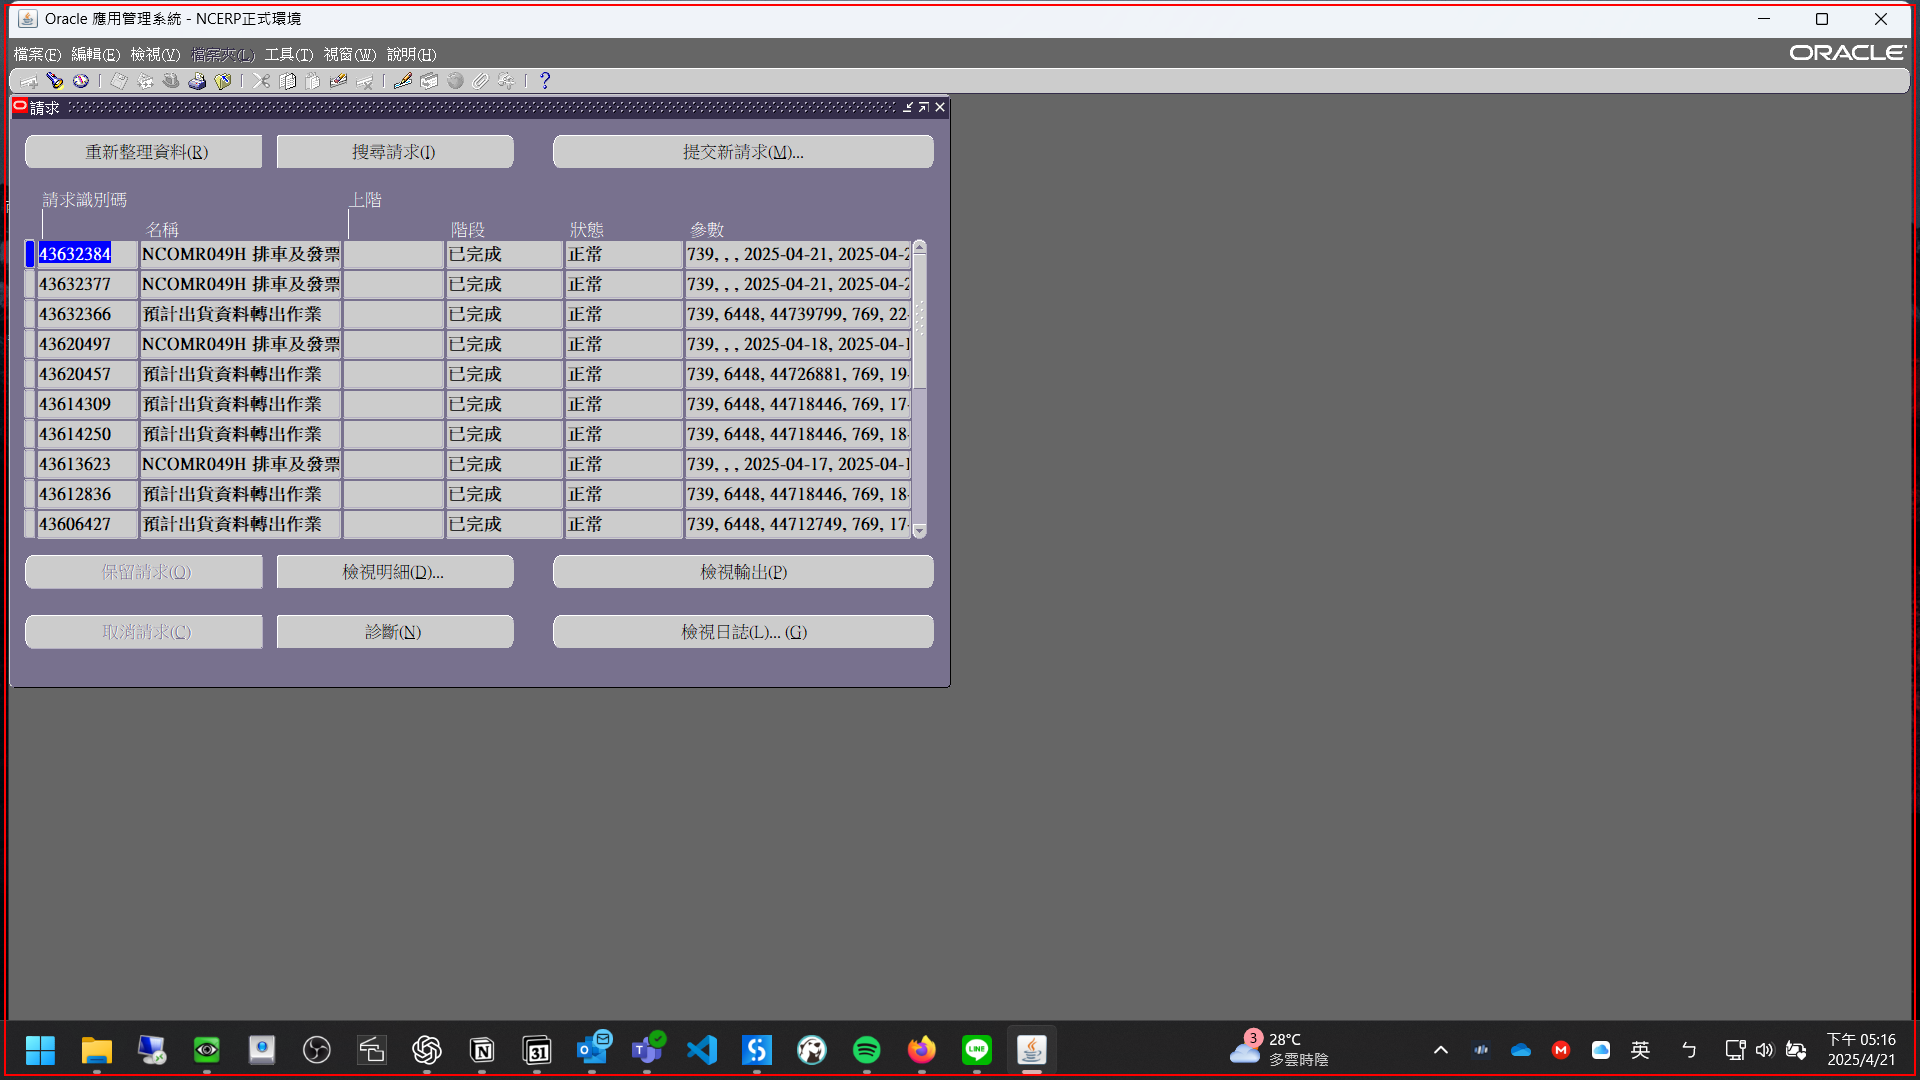 Oracle 應用管理系統 - NCERP正式環境
檔案(F) 編輯(E) 檢視(V) 檔案夾(L) 工具(T) 視窗(W) 說明(H)
ORACLE
請求
重新整理資料(R) 搜尋請求(I) 提交新請求(M)...
請求識別碼 上階
名稱 階段 狀態 參數
43632384 NCOMR049H 排車及發票 已完成 正常 739, , , 2025-04-21, 2025-04-2
43632377 NCOMR049H 排車及發票 已完成 正常 739, , , 2025-04-21, 2025-04-2
43632366 預計出貨資料轉出作業 已完成 正常 739, 6448, 44739799, 769, 22-
43620497 NCOMR049H 排車及發票 已完成 正常 739, , , 2025-04-18, 2025-04-1
43620457 預計出貨資料轉出作業 已完成 正常 739, 6448, 44726881, 769, 19-
43614309 預計出貨資料轉出作業 已完成 正常 739, 6448, 44718446, 769, 17-
43614250 預計出貨資料轉出作業 已完成 正常 739, 6448, 44718446, 769, 18-
43613623 NCOMR049H 排車及發票 已完成 正常 739, , , 2025-04-17, 2025-04-1
43612836 預計出貨資料轉出作業 已完成 正常 739, 6448, 44718446, 769, 18-
43606427 預計出貨資料轉出作業 已完成 正常 739, 6448, 44712749, 769, 17-
保留請求(O) 檢視明細(D)... 檢視輸出(P)
取消請求(C) 診斷(N) 檢視日誌(L)... (G)
31
LINE
3
28°C
多雲時陰
英
ㄅ
下午 05:16
2025/4/21